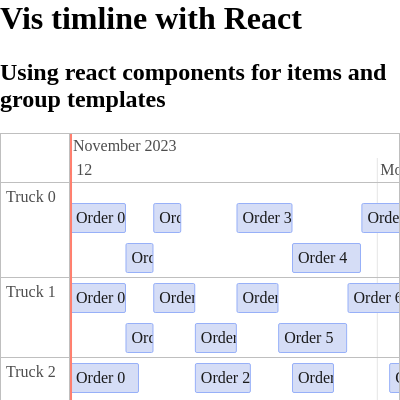 Vis timline with React
Using react components for items and
group templates
November 2023
12
Mo
Truck 0
Order 0
Orc
Order 3
Orde
Orc
Order 4
Truck 1
Order 0
Order
Order
Order 6
Orc
Order
Order 5
Truck 2
Order 0
Order 2
Order